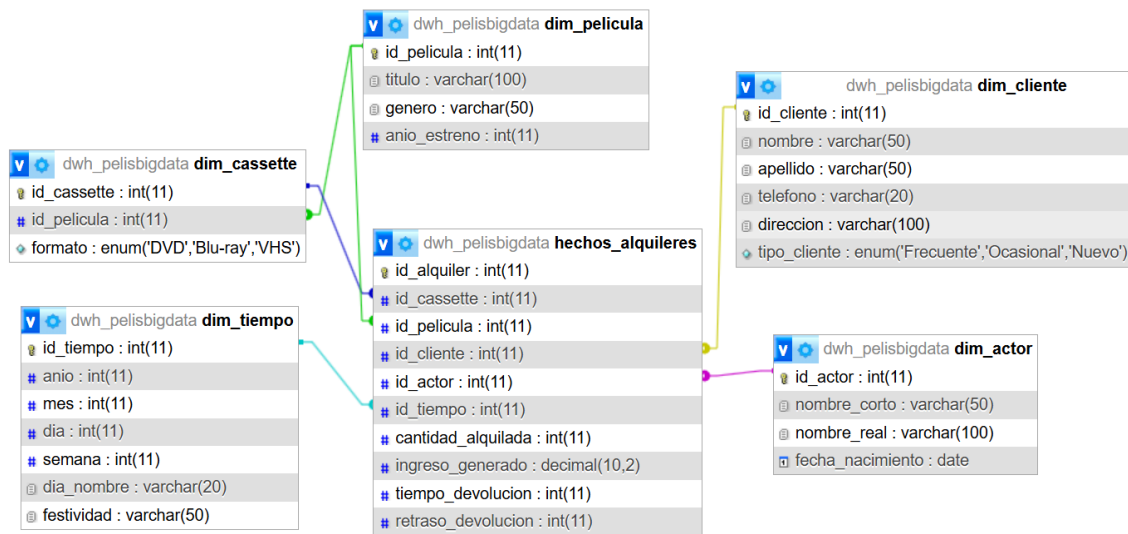 dwh_pelisbigdata dim_pelicula
id_pelicula : int(11)
titulo : varchar(100)
genero : varchar(50)
anio_estreno : int(11)
dwh_pelisbigdata dim_cliente
id_cliente : int(11)
nombre : varchar(50)
apellido : varchar(50)
telefono : varchar(20)
direccion : varchar(100)
tipo_cliente : enum('Frecuente','Ocasional','Nuevo')
dwh_pelisbigdata dim_cassette
id_cassette : int(11)
id_pelicula : int(11)
formato : enum('DVD','Blu-ray','VHS')
dwh_pelisbigdata hechos_alquileres
id_alquiler : int(11)
id_cassette : int(11)
id_pelicula : int(11)
id_cliente : int(11)
id_actor : int(11)
id_tiempo : int(11)
cantidad_alquilada : int(11)
ingreso_generado : decimal(10,2)
tiempo_devolucion : int(11)
retraso_devolucion : int(11)
dwh_pelisbigdata dim_tiempo
id_tiempo : int(11)
anio : int(11)
mes : int(11)
dia : int(11)
semana : int(11)
dia_nombre : varchar(20)
festividad : varchar(50)
dwh_pelisbigdata dim_actor
id_actor : int(11)
nombre_corto : varchar(50)
nombre_real : varchar(100)
fecha_nacimiento : date